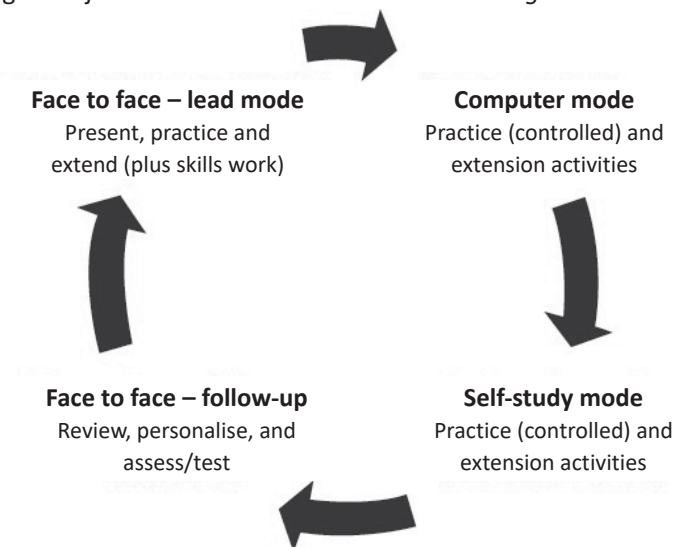 Face to face – lead mode
Present, practice and
extend (plus skills work)
Computer mode
Practice (controlled) and
extension activities
Self-study mode
Practice (controlled) and
extension activities
Face to face – follow-up
Review, personalise, and
assess/test